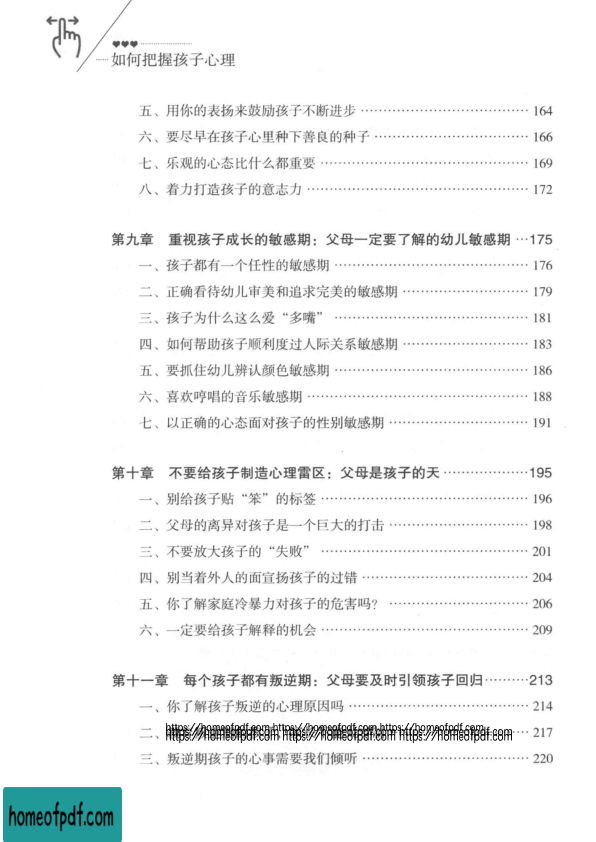 ♥♥♥
如何把握孩子心理
五、用你的表扬来鼓励孩子不断进步 ………………………………… 164
六、要尽早在孩子心里种下善良的种子 ……………………………… 166
七、乐观的心态比什么都重要 ………………………………………… 169
八、着力打造孩子的意志力 …………………………………………… 172
第九章 重视孩子成长的敏感期：父母一定要了解的幼儿敏感期 …175
一、孩子都有一个任性的敏感期 ……………………………………… 176
二、正确看待幼儿审美和追求完美的敏感期 ………………………… 179
三、孩子为什么这么爱“多嘴” ……………………………………… 181
四、如何帮助孩子顺利度过人际关系敏感期 ………………………… 183
五、要抓住幼儿辨认颜色敏感期 ……………………………………… 186
六、喜欢哼唱的音乐敏感期 …………………………………………… 188
七、以正确的心态面对孩子的性别敏感期 …………………………… 191
第十章 不要给孩子制造心理雷区：父母是孩子的天 ………………195
一、别给孩子贴“笨”的标签 ………………………………………… 196
二、父母的离异对孩子是一个巨大的打击 …………………………… 198
三、不要放大孩子的“失败” ………………………………………… 201
四、别当着外人的面宣扬孩子的过错 ………………………………… 204
五、你了解家庭冷暴力对孩子的危害吗？ …………………………… 206
六、一定要给孩子解释的机会 ………………………………………… 209
第十一章 每个孩子都有叛逆期：父母要及时引领孩子回归………213
一、你了解孩子叛逆的心理原因吗 …………………………………… 214
https://homeofpdf.com https://homeofpdf.com https://homeofpdf.com
二、 217
https://homeofpdf.com https://homeofpdf.com https://homeofpdf.com
三、叛逆期孩子的心事需要我们倾听 ………………………………… 220
homeofpdf.com